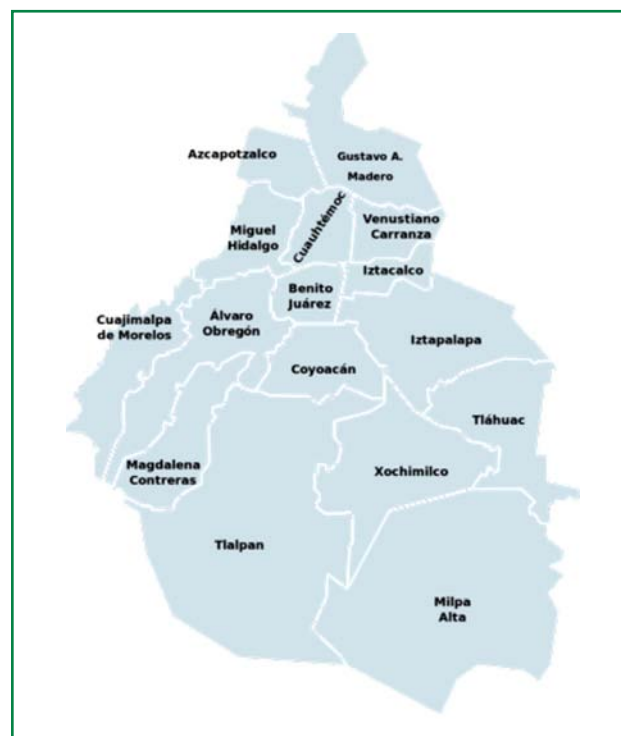 Azcapotzalco
Gustavo A.
Madero
Cuauhtémoc
Venustiano
Carranza
Miguel
Hidalgo
Iztacalco
Benito
Juárez
Cuajimalpa
de Morelos
Álvaro
Obregón
Iztapalapa
Coyoacán
Tláhuac
Magdalena
Contreras
Xochimilco
Tlalpan
Milpa
Alta